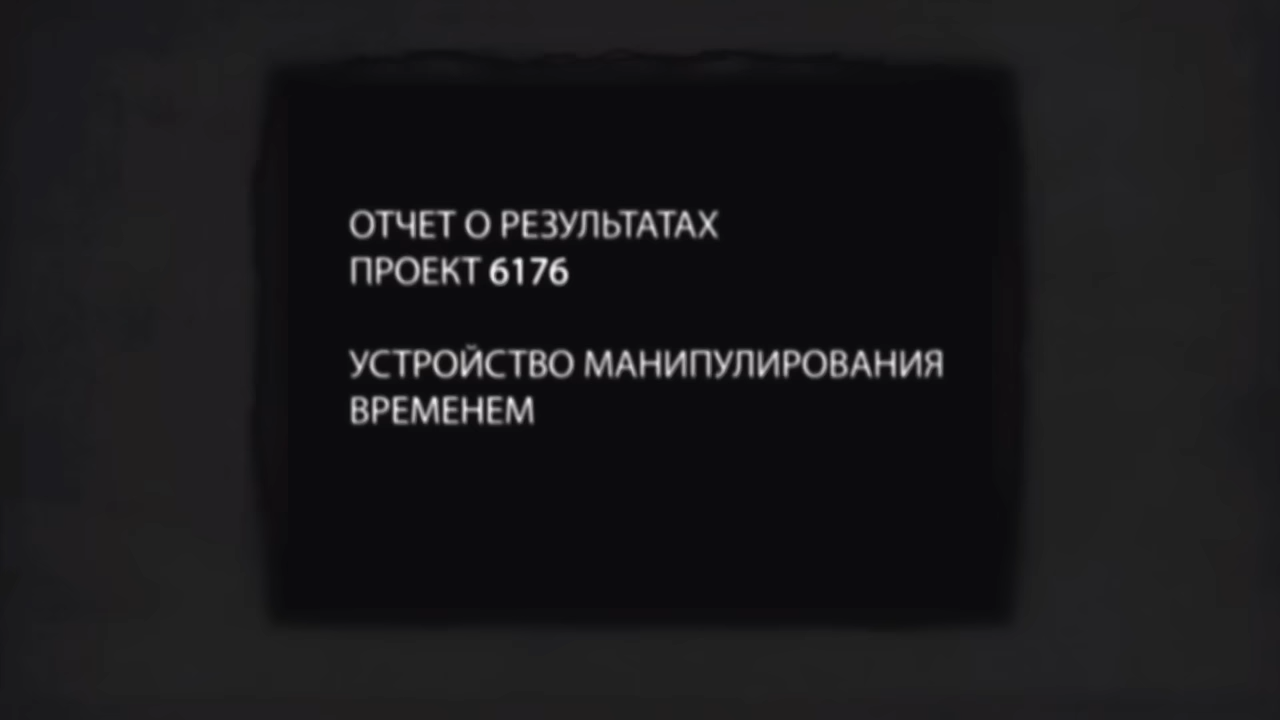 ОТЧЕТ О РЕЗУЛЬТАТАХ
ПРОЕКТ 6176
УСТРОЙСТВО МАНИПУЛИРОВАНИЯ
ВРЕМЕНЕМ